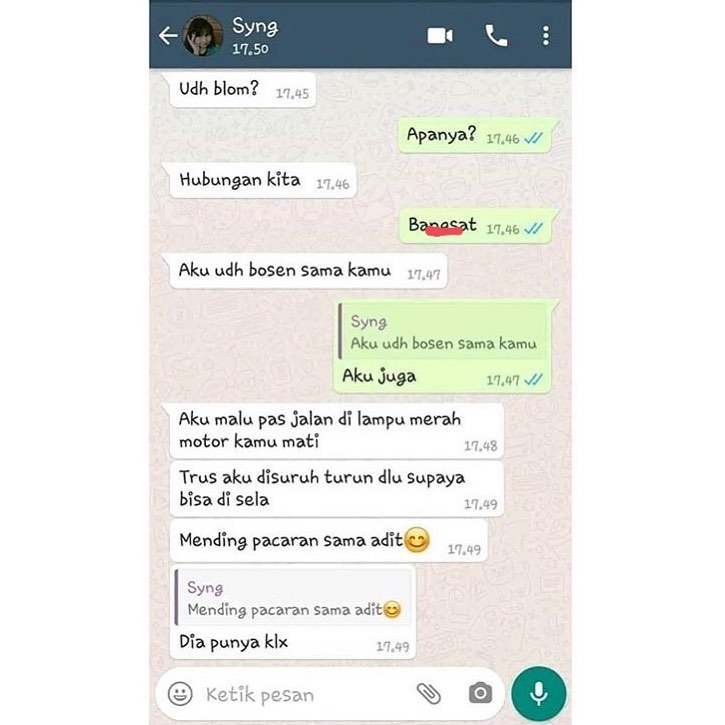 Syng
17.50
Udh blom? 17.45
Apanya? 17.46
Hubungan kita 17.46
Bangsat 17.46
Aku udh bosen sama kamu 17.47
Syng
Aku udh bosen sama kamu
Aku juga 17.47
Aku malu pas jalan di lampu merah
motor kamu mati 17.48
Trus aku disuruh turun dlu supaya
bisa di sela 17.49
Mending pacaran sama adit😊 17.49
Syng
Mending pacaran sama adit😊
Dia punya klx 17.49
Ketik pesan